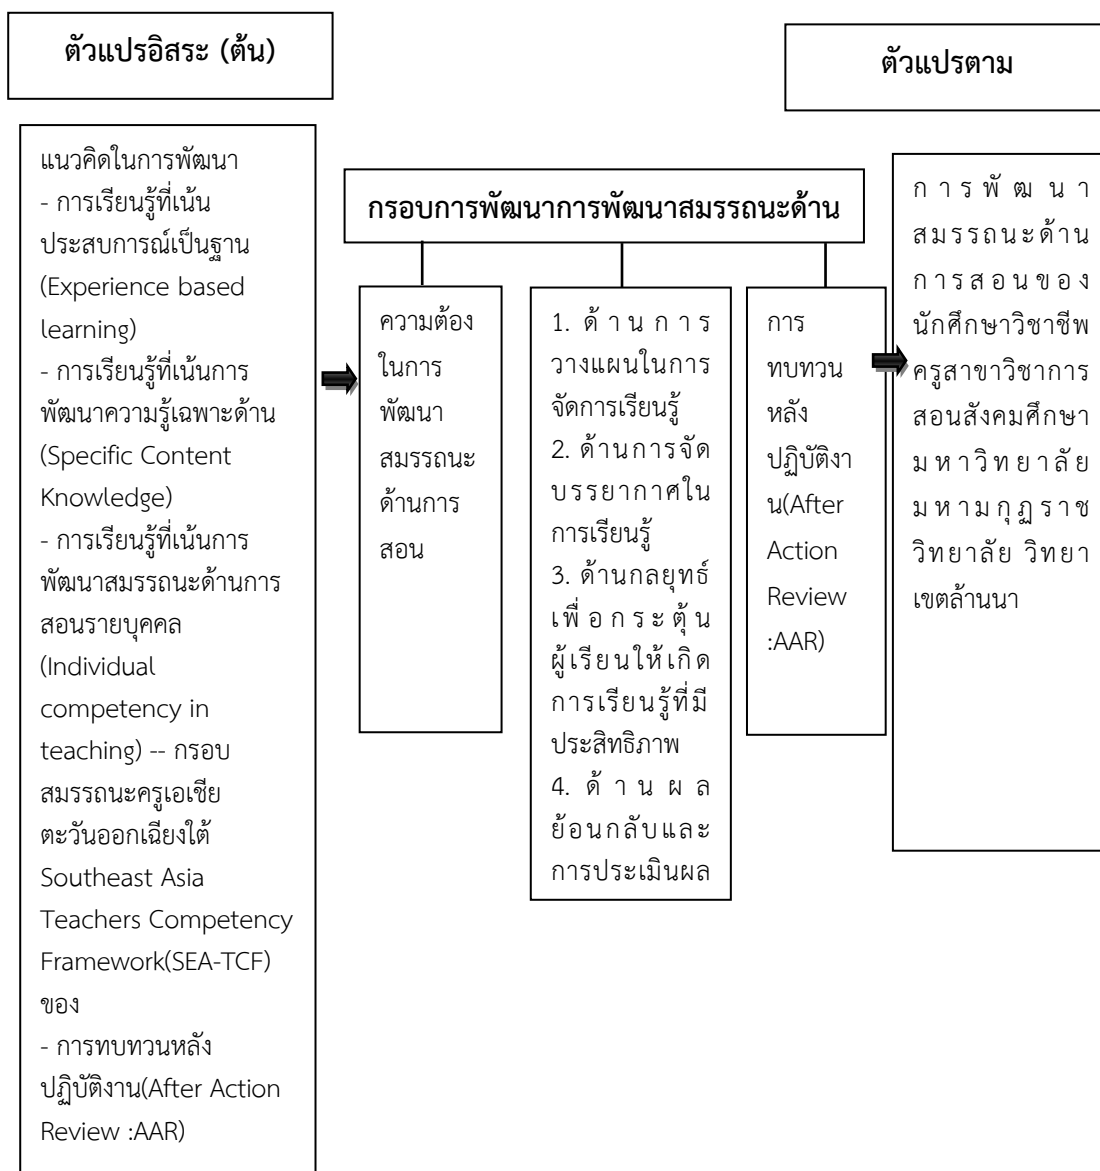 ตัวแปรอิสระ (ต้น)
ตัวแปรตาม
แนวคิดในการพัฒนา
- การเรียนรู้ที่เน้น
ประสบการณ์เป็นฐาน
(Experience based
learning)
- การเรียนรู้ที่เน้นการ
พัฒนาความรู้เฉพาะด้าน
(Specific Content
Knowledge)
- การเรียนรู้ที่เน้นการ
พัฒนาสมรรถนะด้านการ
สอนรายบุคคล
(Individual
competency in
teaching) -- กรอบ
สมรรถนะครูเอเชีย
ตะวันออกเฉียงใต้
Southeast Asia
Teachers Competency
Framework(SEA-TCF)
ของ
- การทบทวนหลัง
ปฏิบัติงาน(After Action
Review :AAR)
กรอบการพัฒนาการพัฒนาสมรรถนะด้าน
ความต้อง
ในการ
พัฒนา
สมรรถนะ
ด้านการ
สอน
1. ด้านการ
วางแผนในการ
จัดการเรียนรู้
2. ด้านการจัด
บรรยากาศใน
การเรียนรู้
3. ด้านกลยุทธ์
เพื่อกระตุ้น
ผู้เรียนให้เกิด
การเรียนรู้ที่มี
ประสิทธิภาพ
4. ด้านผล
ย้อนกลับและ
การประเมินผล
การ
ทบทวน
หลัง
ปฏิบัติงา
น(After
Action
Review
:AAR)
การพัฒนา
สมรรถนะด้าน
การสอนของ
นักศึกษาวิชาชีพ
ครูสาขาวิชาการ
สอนสังคมศึกษา
มหาวิทยาลัย
มหามกุฏราช
วิทยาลัย วิทยา
เขตล้านนา